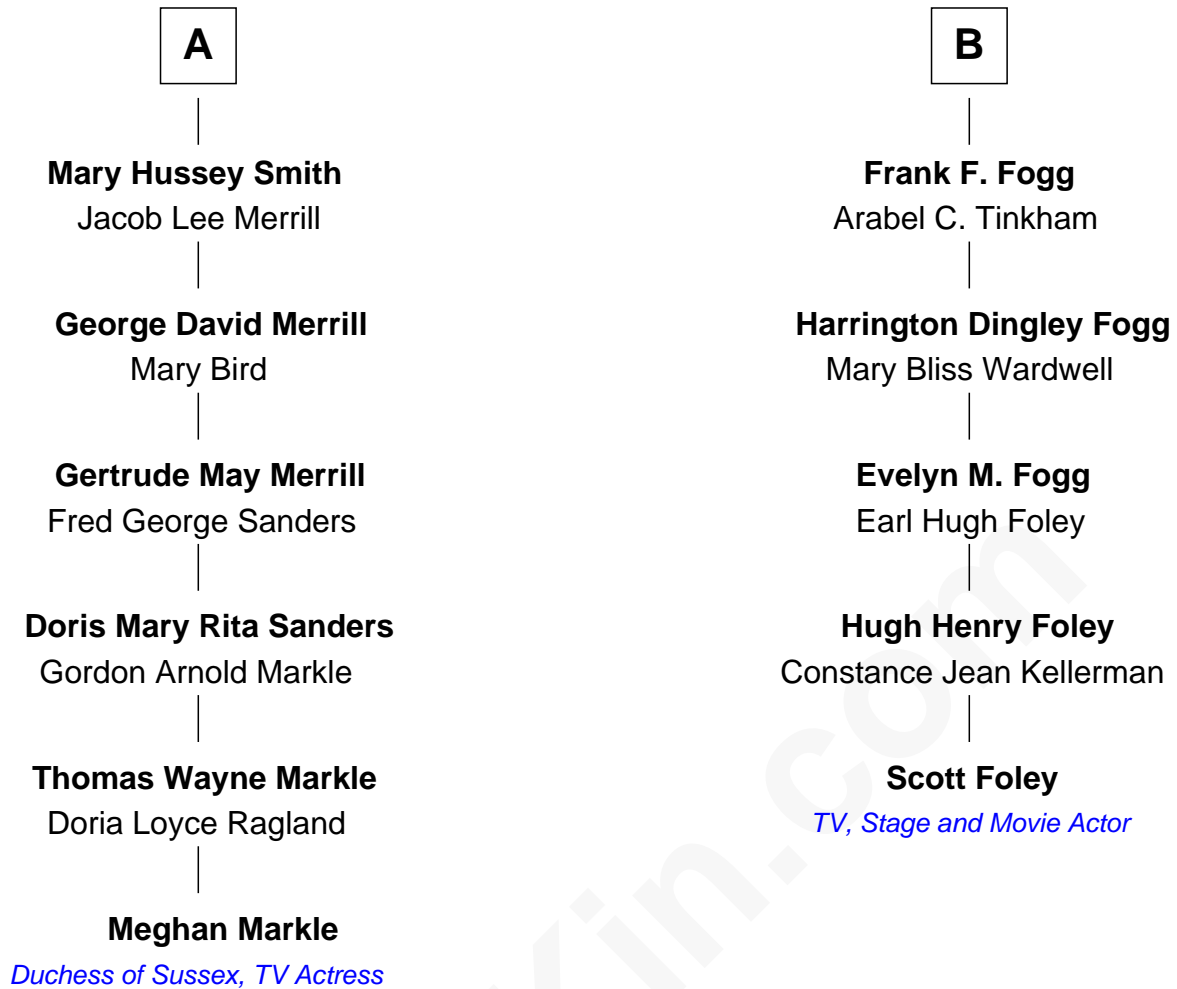 A
Mary Hussey Smith
Jacob Lee Merrill
George David Merrill
Mary Bird
Gertrude May Merrill
Fred George Sanders
Doris Mary Rita Sanders
Gordon Arnold Markle
Thomas Wayne Markle
Doria Loyce Ragland
Meghan Markle
Duchess of Sussex, TV Actress
B
Frank F. Fogg
Arabel C. Tinkham
Harrington Dingley Fogg
Mary Bliss Wardwell
Evelyn M. Fogg
Earl Hugh Foley
Hugh Henry Foley
Constance Jean Kellerman
Scott Foley
TV, Stage and Movie Actor